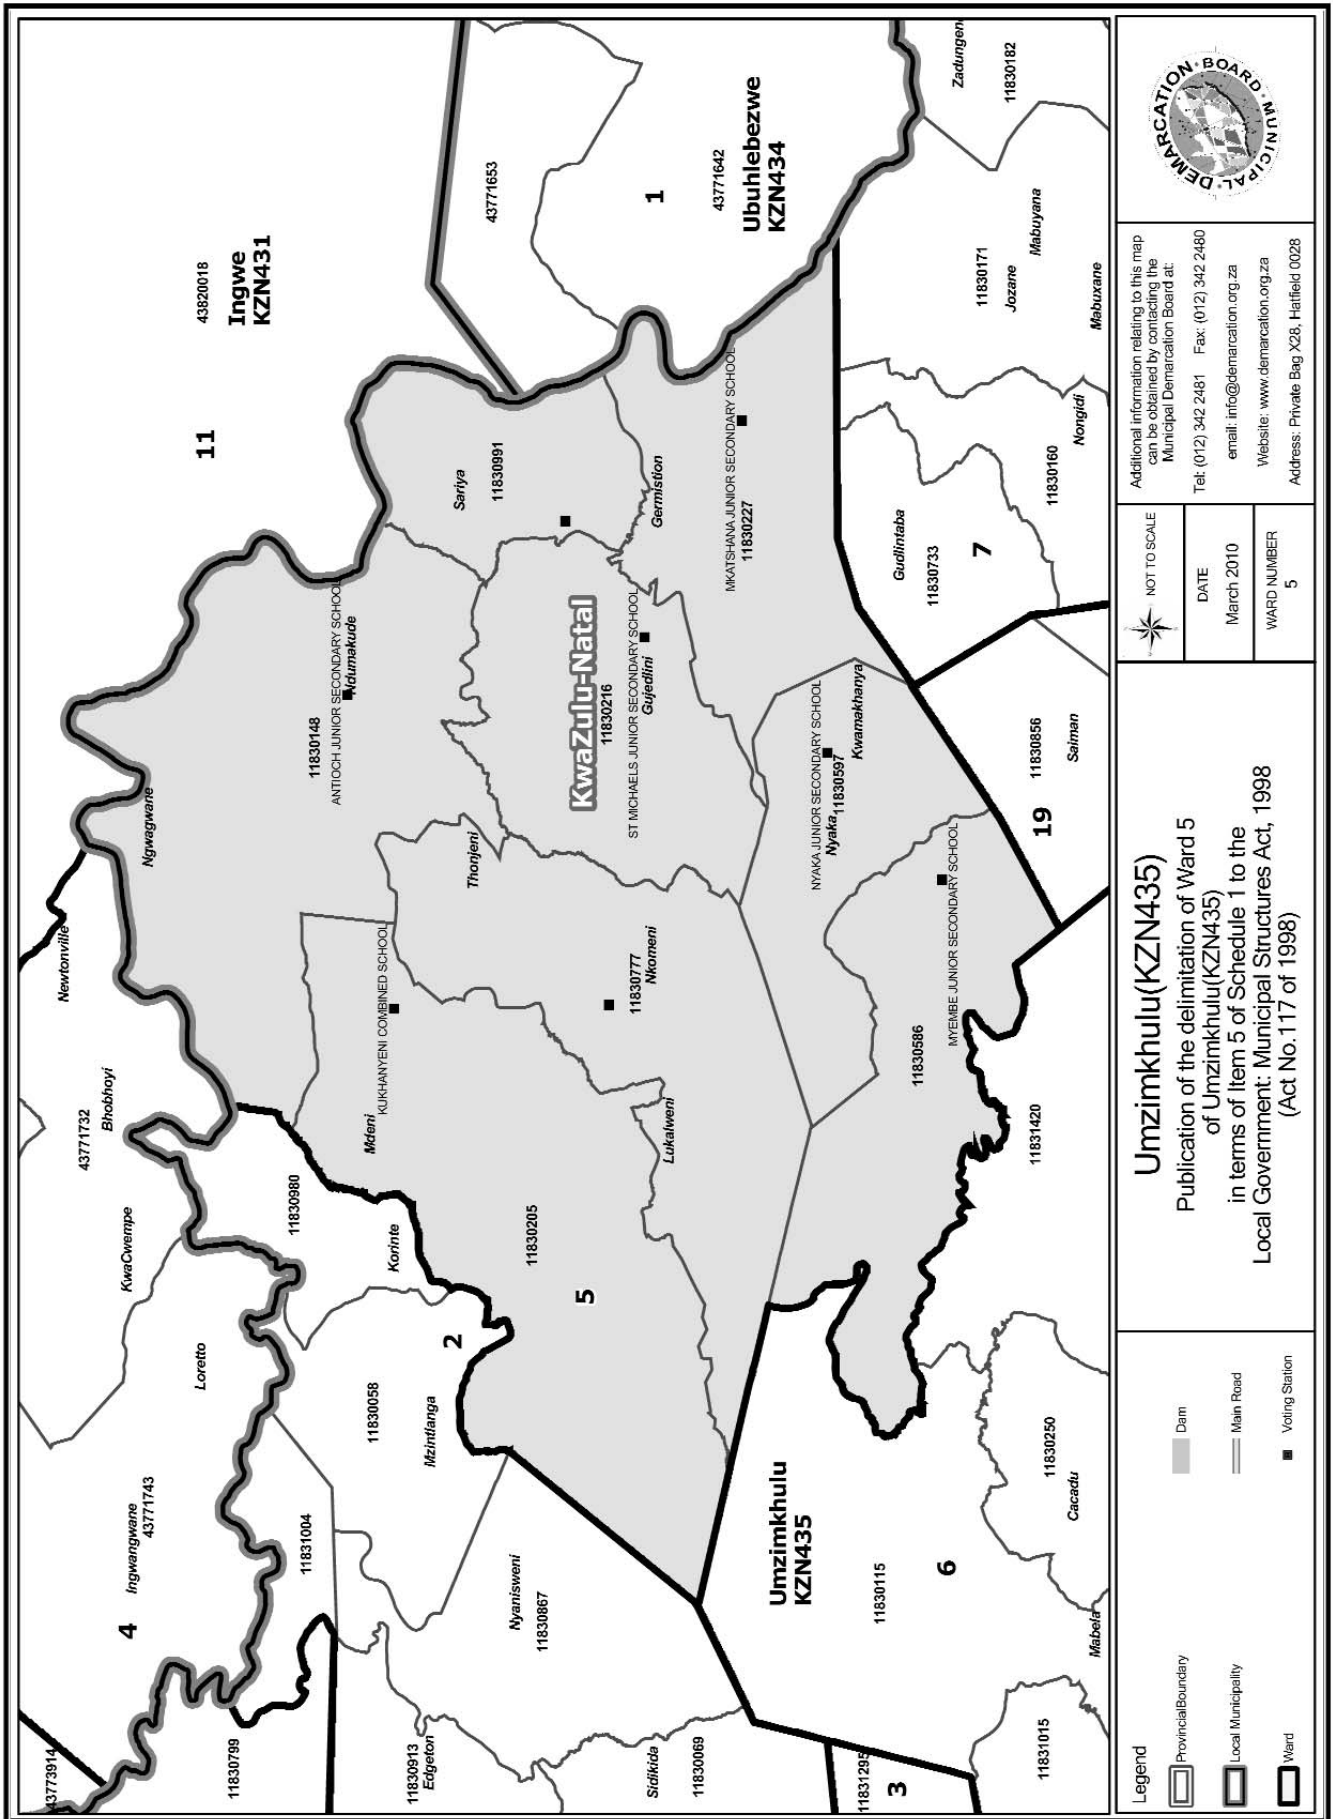 43773914
4
Ingwangwane
43771743
Loretto
KwaCwempe
43771732
Bhobhoyi
Newtonville
Ngwagwane
11
43820018
Ingwe
KZN431
11830799
11831004
11830980
11830148
ANTIOCH JUNIOR SECONDARY SCHOOL
Ndumakude
11830913
Edgeton
Nyanisweni
11830867
11830058
Mzintlanga
2
Korinte
Mdeni
KUKHANYENI COMBINED SCHOOL
Thonjeni
Sariya
11830991
43771653
11830205
5
KwaZulu-Natal
11830216
ST MICHAELS JUNIOR SECONDARY SCHOOL
Gujedlini
Germistion
1
43771642
Ubuhlebezwe
KZN434
Sidikida
11830069
Lukalweni
11830777
Nkomeni
MKATSHANA JUNIOR SECONDARY SCHOOL
11830227
Umzimkhulu
KZN435
NYAKA JUNIOR SECONDARY SCHOOL
Nyaka
11830597
Kwamakhanya
11831295
3
11830115
6
11830586
MYEMBE JUNIOR SECONDARY SCHOOL
Gudlintaba
11830733
7
11830171
Jozane
Mabuyana
Zadungen
11830182
11831015
Mabela
11830250
Cacadu
11831420
19
11830856
Saiman
11830160
Nongidi
Mabuxane
Legend
ProvincialBoundary
Local Municipality
Ward
Dam
Main Road
Voting Station
Umzimkhulu(KZN435)
Publication of the delimitation of Ward 5
of Umzimkhulu(KZN435)
in terms of Item 5 of Schedule 1 to the
Local Government: Municipal Structures Act, 1998
(Act No.117 of 1998)
NOT TO SCALE
DATE
March 2010
WARD NUMBER
5
Additional information relating to this map
can be obtained by contacting the
Municipal Demarcation Board at:
Tel: (012) 342 2481 Fax: (012) 342 2480
email: info@demarcation.org.za
Website: www.demarcation.org.za
Address: Private Bag X28, Hatfield 0028
MUNICIPAL DEMARCATION BOARD